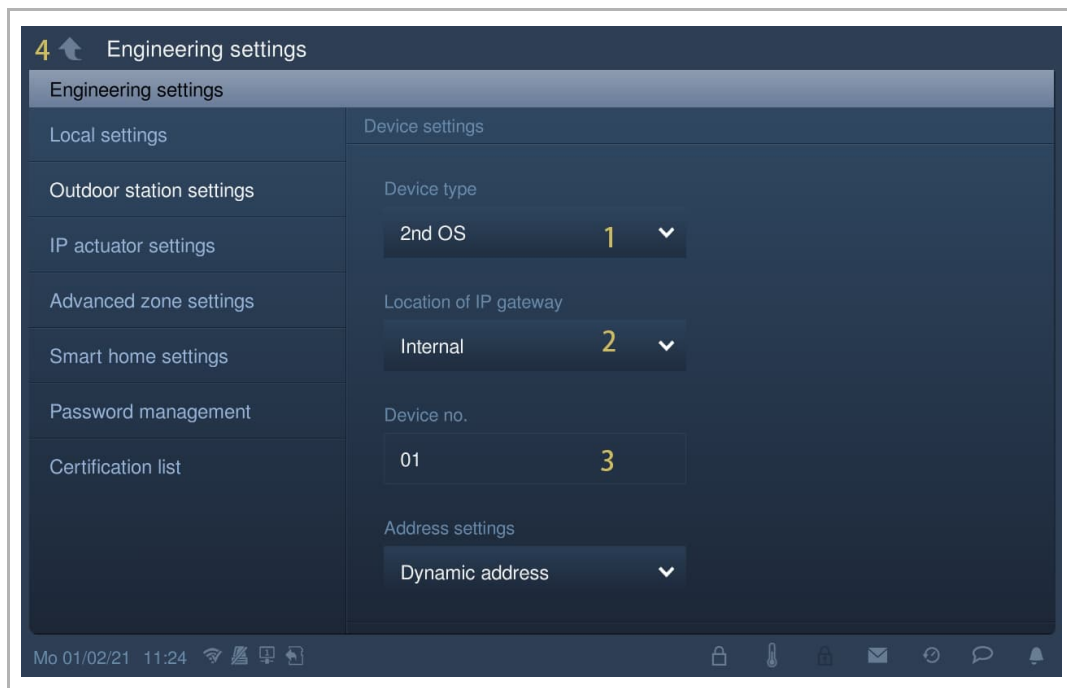 4 Engineering settings
Engineering settings
Local settings
Outdoor station settings
IP actuator settings
Advanced zone settings
Smart home settings
Password management
Certification list
Device settings
Device type
2nd OS 1
Location of IP gateway
Internal 2
Device no.
01 3
Address settings
Dynamic address
Mo 01/02/21 11:24